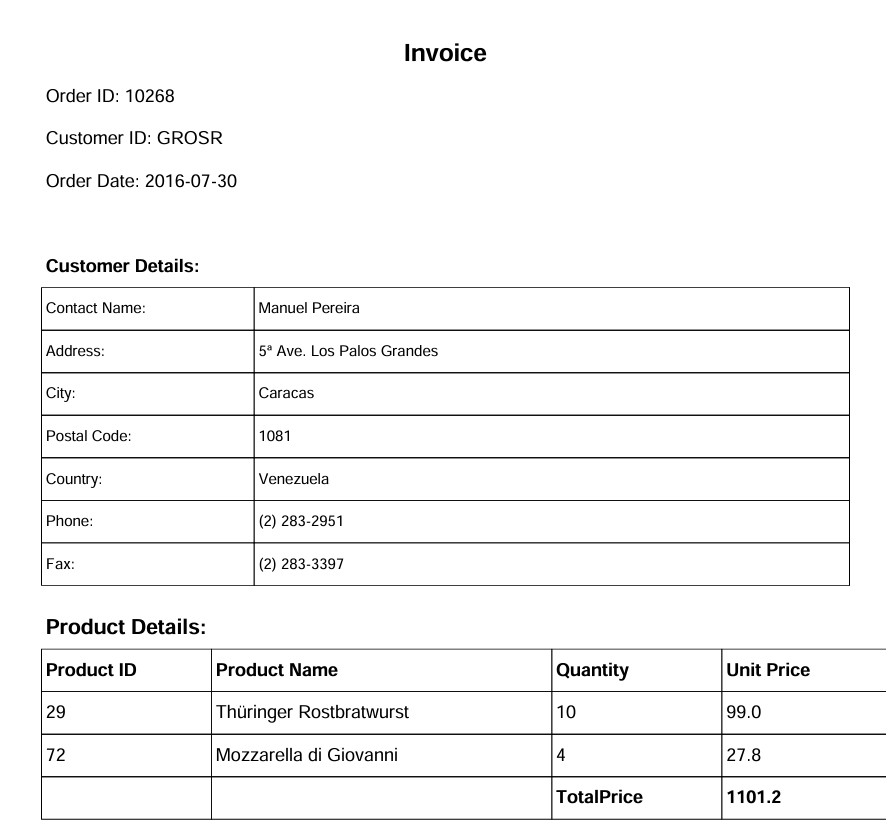 Invoice
Order ID: 10268
Customer ID: GROSR
Order Date: 2016-07-30
Customer Details:
Contact Name: Manuel Pereira
Address: 5ª Ave. Los Palos Grandes
City: Caracas
Postal Code: 1081
Country: Venezuela
Phone: (2) 283-2951
Fax: (2) 283-3397
Product Details:
Product ID Product Name Quantity Unit Price
29 Thüringer Rostbratwurst 10 99.0
72 Mozzarella di Giovanni 4 27.8
TotalPrice 1101.2